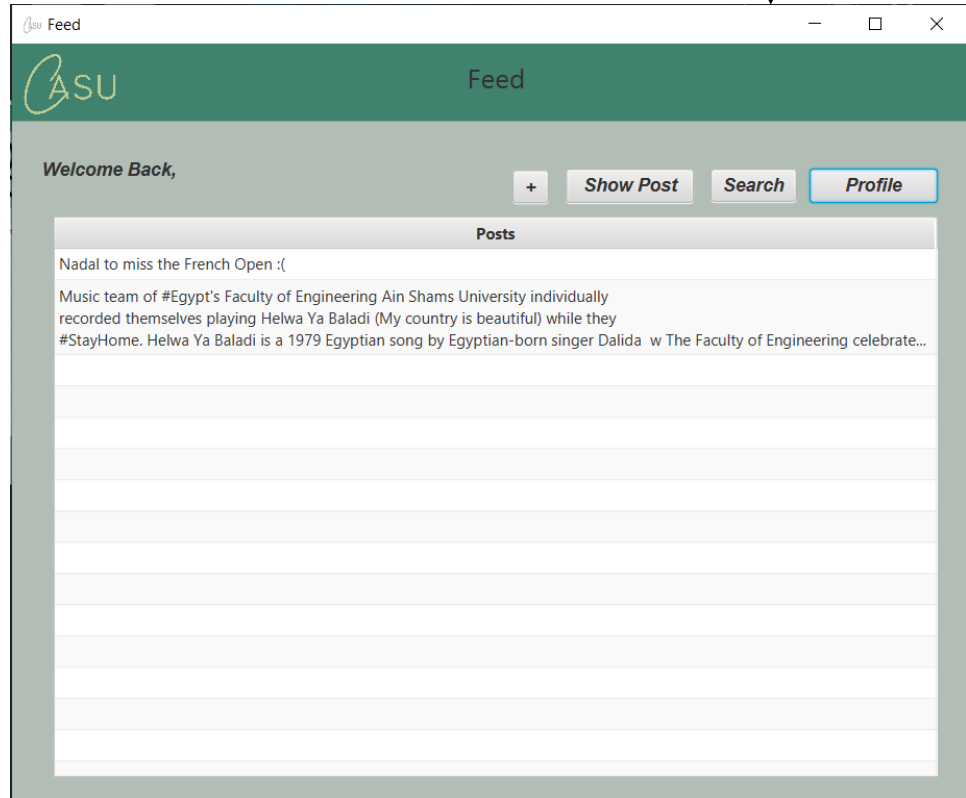 ASU Feed
ASU
Feed
Welcome Back,
+ Show Post Search Profile
Posts
Nadal to miss the French Open :(
Music team of #Egypt's Faculty of Engineering Ain Shams University individually
recorded themselves playing Helwa Ya Baladi (My country is beautiful) while they
#StayHome. Helwa Ya Baladi is a 1979 Egyptian song by Egyptian-born singer Dalida  w The Faculty of Engineering celebrate...